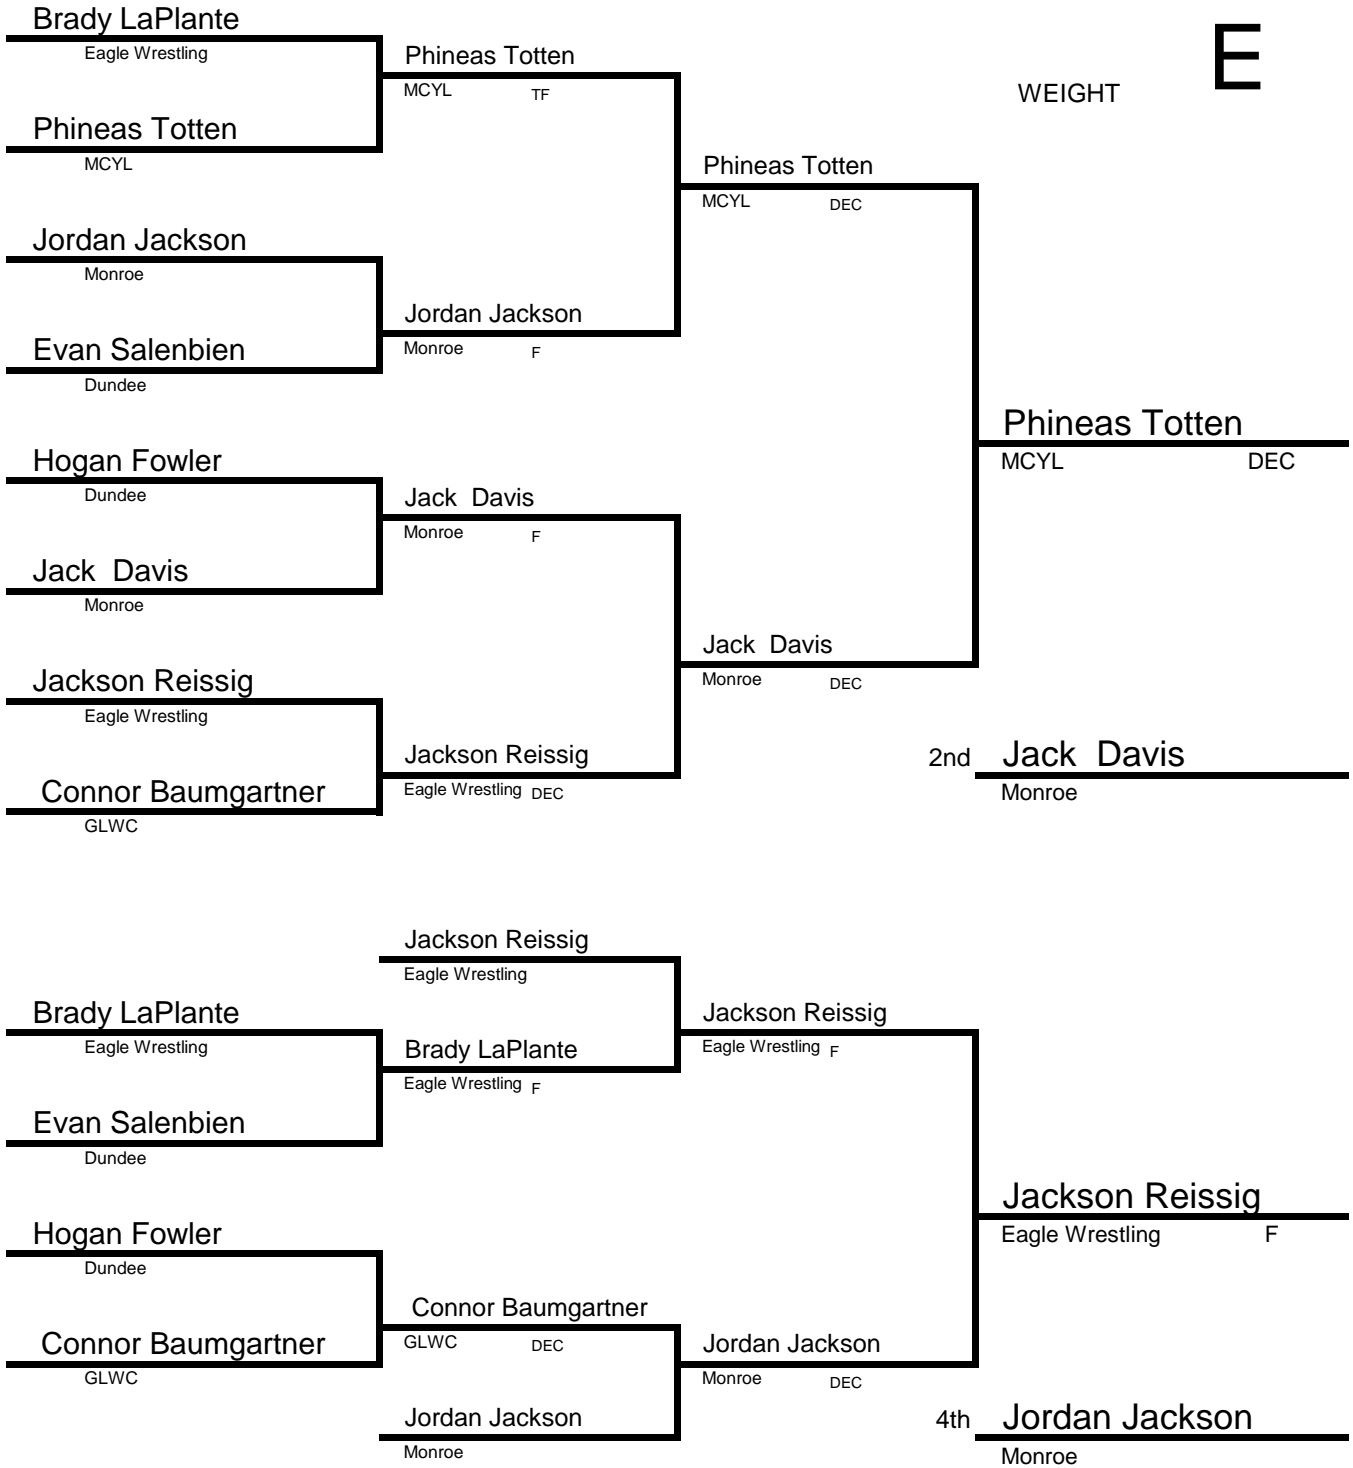 Brady LaPlante
Eagle Wrestling
Phineas Totten
MCYL TF
E
WEIGHT
Phineas Totten
MCYL
Phineas Totten
MCYL DEC
Jordan Jackson
Monroe
Jordan Jackson
Monroe F
Evan Salenbien
Dundee
Phineas Totten
MCYL DEC
Hogan Fowler
Dundee
Jack  Davis
Monroe F
Jack  Davis
Monroe
Jack  Davis
Monroe DEC
Jackson Reissig
Eagle Wrestling
Jackson Reissig
Eagle Wrestling DEC
2nd Jack  Davis
Monroe
Connor Baumgartner
GLWC
Jackson Reissig
Eagle Wrestling
Brady LaPlante
Eagle Wrestling
Jackson Reissig
Eagle Wrestling F
Brady LaPlante
Eagle Wrestling F
Evan Salenbien
Dundee
Jackson Reissig
Eagle Wrestling F
Hogan Fowler
Dundee
Connor Baumgartner
GLWC DEC
Connor Baumgartner
GLWC
Jordan Jackson
Monroe DEC
Jordan Jackson
Monroe
4th Jordan Jackson
Monroe